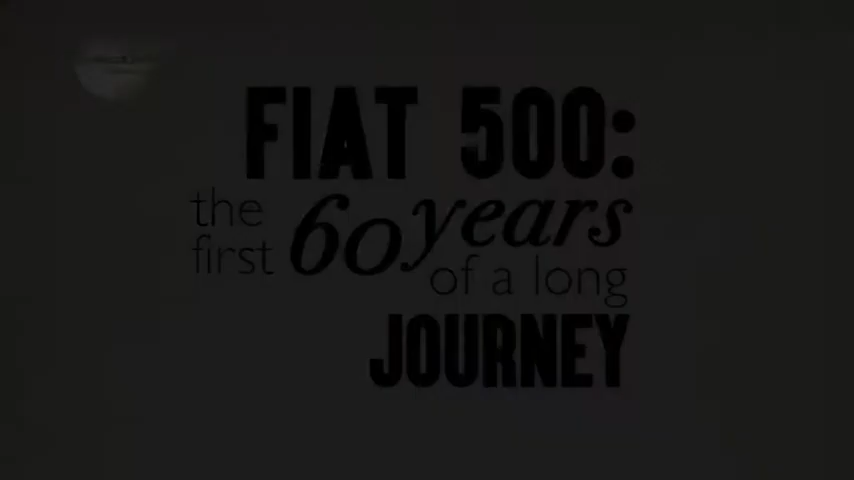 FIAT 500:
the first 60 years
of a long
JOURNEY